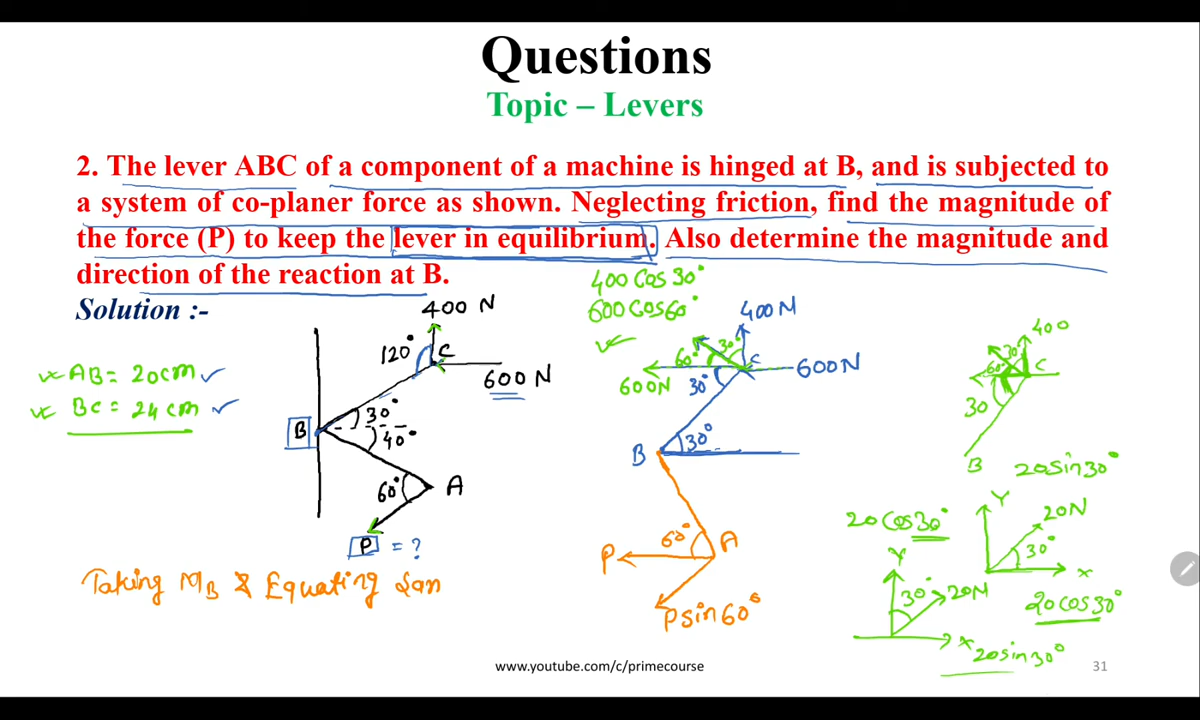 Questions
Topic – Levers
2. The lever ABC of a component of a machine is hinged at B, and is subjected to
a system of co-planer force as shown. Neglecting friction, find the magnitude of
the force (P) to keep the lever in equilibrium. Also determine the magnitude and
direction of the reaction at B.
Solution :-
AB = 20cm
BC = 24cm
400 N
120°
C
600 N
30°
B
40°
60°
A
P = ?
Taking MB & Equating San
400 Cos 30°
600 Cos 60°
400N
30°
60°
C
600N
600N
30°
B
30°
60°
A
P
P sin 60°
400
30
60°
C
30
B
20 sin 30°
20 cos 30°
Y
20N
30°
X
20 cos 30°
Y
30°
20N
X
20 sin 30°
www.youtube.com/c/primecourse
31